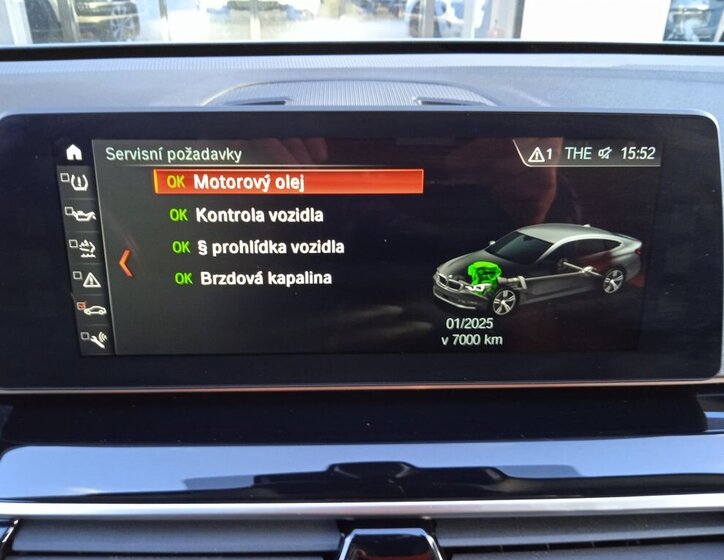 Servisní požadavky
1 THE 15:52
OK Motorový olej
OK Kontrola vozidla
OK § prohlídka vozidla
OK Brzdová kapalina
01/2025
v 7000 km